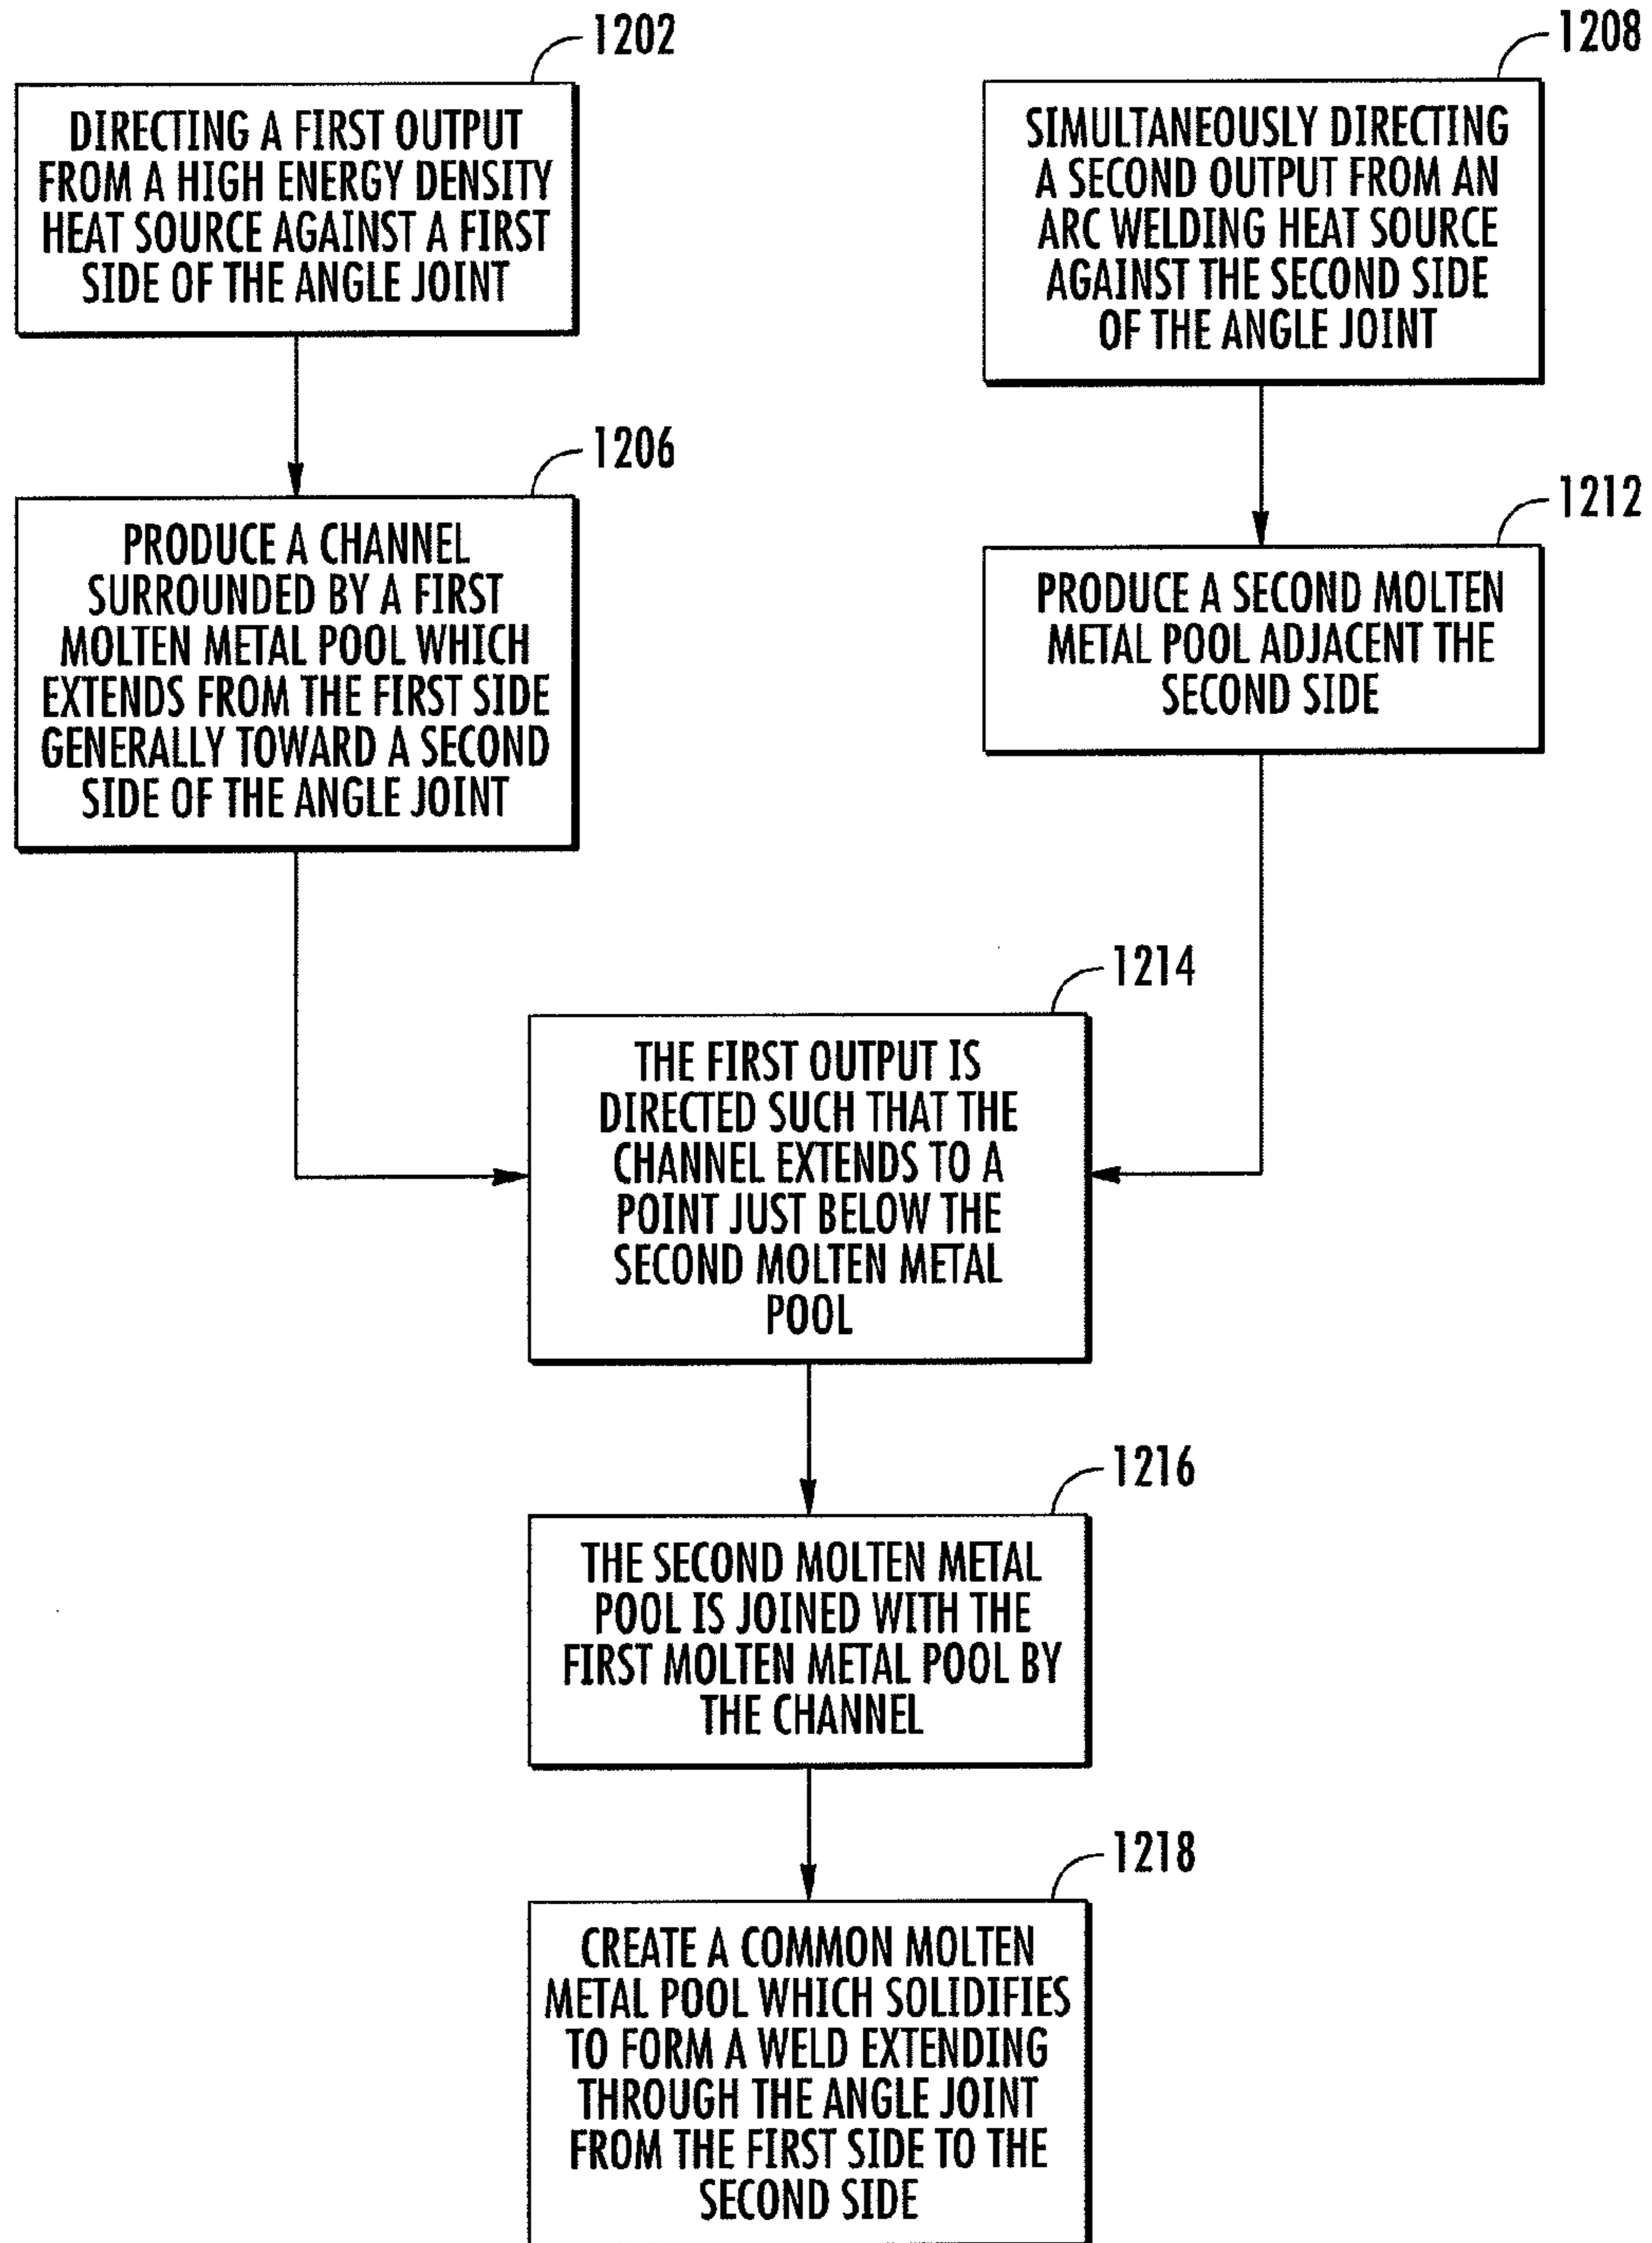 1202
DIRECTING A FIRST OUTPUT
FROM A HIGH ENERGY DENSITY
HEAT SOURCE AGAINST A FIRST
SIDE OF THE ANGLE JOINT
1208
SIMULTANEOUSLY DIRECTING
A SECOND OUTPUT FROM AN
ARC WELDING HEAT SOURCE
AGAINST THE SECOND SIDE
OF THE ANGLE JOINT
1206
PRODUCE A CHANNEL
SURROUNDED BY A FIRST
MOLTEN METAL POOL WHICH
EXTENDS FROM THE FIRST SIDE
GENERALLY TOWARD A SECOND
SIDE OF THE ANGLE JOINT
1212
PRODUCE A SECOND MOLTEN
METAL POOL ADJACENT THE
SECOND SIDE
1214
THE FIRST OUTPUT IS
DIRECTED SUCH THAT THE
CHANNEL EXTENDS TO A
POINT JUST BELOW THE
SECOND MOLTEN METAL
POOL.
1216
THE SECOND MOLTEN METAL
POOL IS JOINED WITH THE
FIRST MOLTEN METAL POOL BY
THE CHANNEL
1218
CREATE A COMMON MOLTEN
METAL POOL WHICH SOLIDIFIES
TO FORM A WELD EXTENDING
THROUGH THE ANGLE JOINT
FROM THE FIRST SIDE TO THE
SECOND SIDE